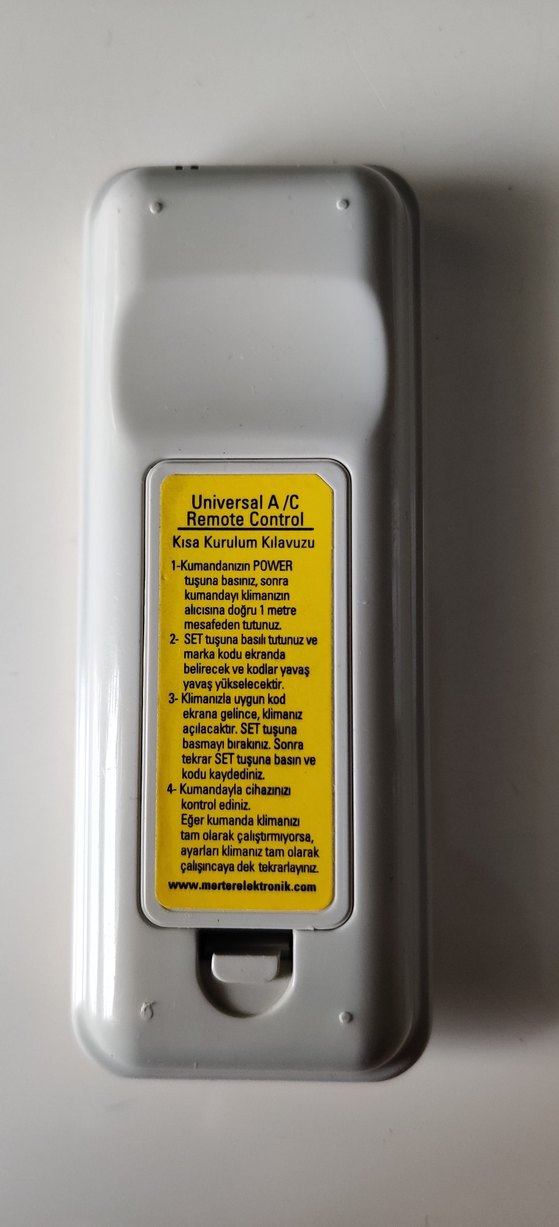 Universal A /C
Remote Control
Kısa Kurulum Kılavuzu
1-Kumandanızın POWER
tuşuna basınız, sonra
kumandayı klimanızın
alıcısına doğru 1 metre
mesafeden tutunuz.
2- SET tuşuna basılı tutunuz ve
marka kodu ekranda
belirecek ve kodlar yavaş
yavaş yükselecektir.
3- Klimanızla uygun kod
ekrana gelince, klimanız
açılacaktır. SET tuşuna
basmayı bırakınız. Sonra
tekrar SET tuşuna basın ve
kodu kaydediniz.
4- Kumandayla cihazınızı
kontrol ediniz.
Eğer kumanda klimanızı
tam olarak çalıştırmıyorsa,
ayarları klimanız tam olarak
çalışıncaya dek tekrarlayınız.
www.merterelektronik.com